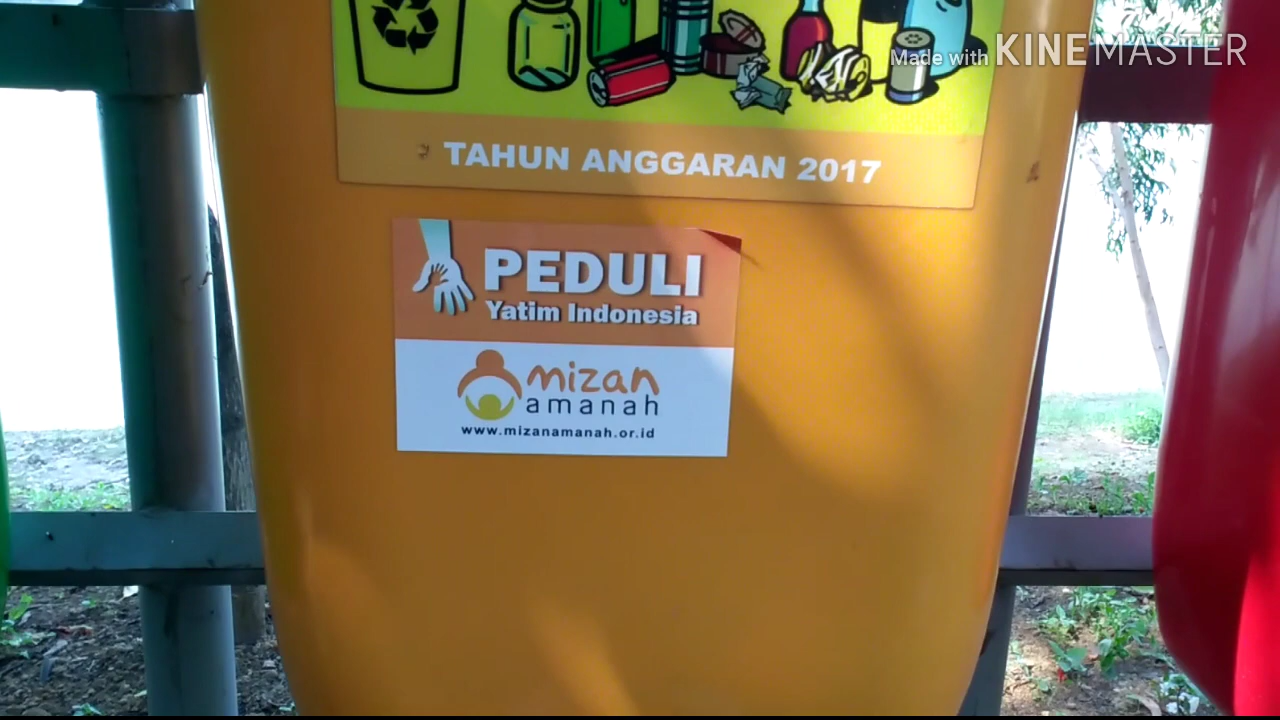 Made with KINEMASTER
TAHUN ANGGARAN 2017
PEDULI
Yatim Indonesia
mizan
amanah
www.mizanamanah.or.id